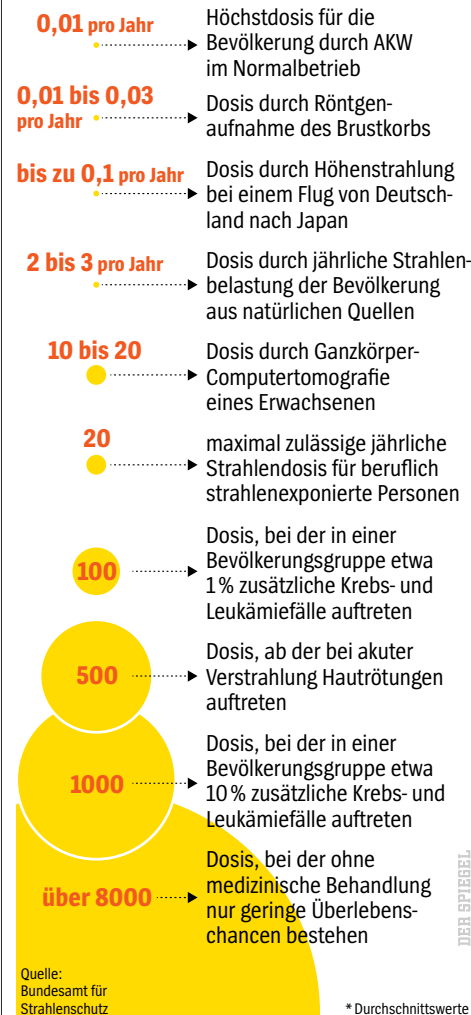 0,01 pro Jahr
Höchstdosis für die
Bevölkerung durch AKW
im Normalbetrieb
0,01 bis 0,03
pro Jahr
Dosis durch Röntgen-
aufnahme des Brustkorbs
bis zu 0,1 pro Jahr
Dosis durch Höhenstrahlung
bei einem Flug von Deutsch-
land nach Japan
2 bis 3 pro Jahr
Dosis durch jährliche Strahlen-
belastung der Bevölkerung
aus natürlichen Quellen
10 bis 20
Dosis durch Ganzkörper-
Computertomografie
eines Erwachsenen
20
maximal zulässige jährliche
Strahlendosis für beruflich
strahlenexponierte Personen
100
Dosis, bei der in einer
Bevölkerungsgruppe etwa
1 % zusätzliche Krebs- und
Leukämiefälle auftreten
500
Dosis, ab der bei akuter
Verstrahlung Hautrötungen
auftreten
1000
Dosis, bei der in einer
Bevölkerungsgruppe etwa
10 % zusätzliche Krebs- und
Leukämiefälle auftreten
über 8000
Dosis, bei der ohne
medizinische Behandlung
nur geringe Überlebens-
chancen bestehen
DER SPIEGEL
Quelle:
Bundesamt für
Strahlenschutz
* Durchschnittswerte